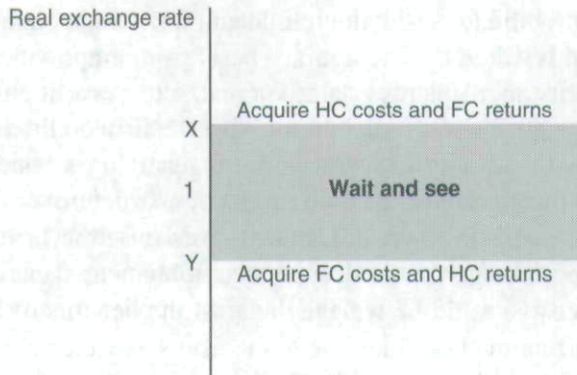 Real exchange rate
Acquire HC costs and FC returns
X
1
Wait and see
Y
Acquire FC costs and HC returns